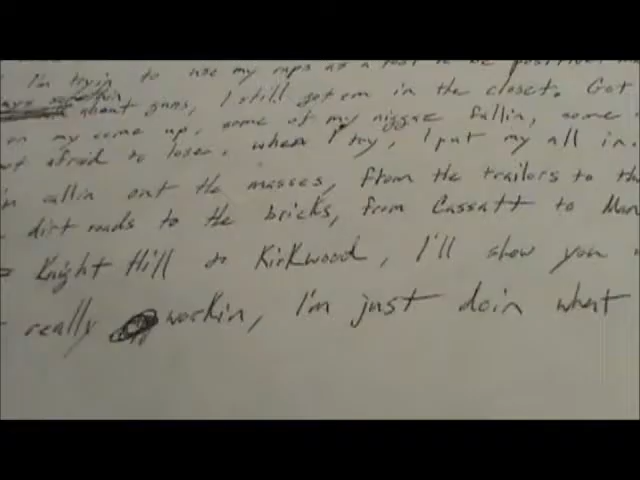 I'm tryin to use my raps as a tool to be positive
about guns, I still got em in the closet. Got
on my come up, some of my niggas fallin, some
afraid to lose. when I try, I put my all in.
callin out the masses, from the trailers to the
dirt roads to the bricks, from Cassatt to
Knight Hill to Kirkwood, I'll show you
really workin, I'm just doin what